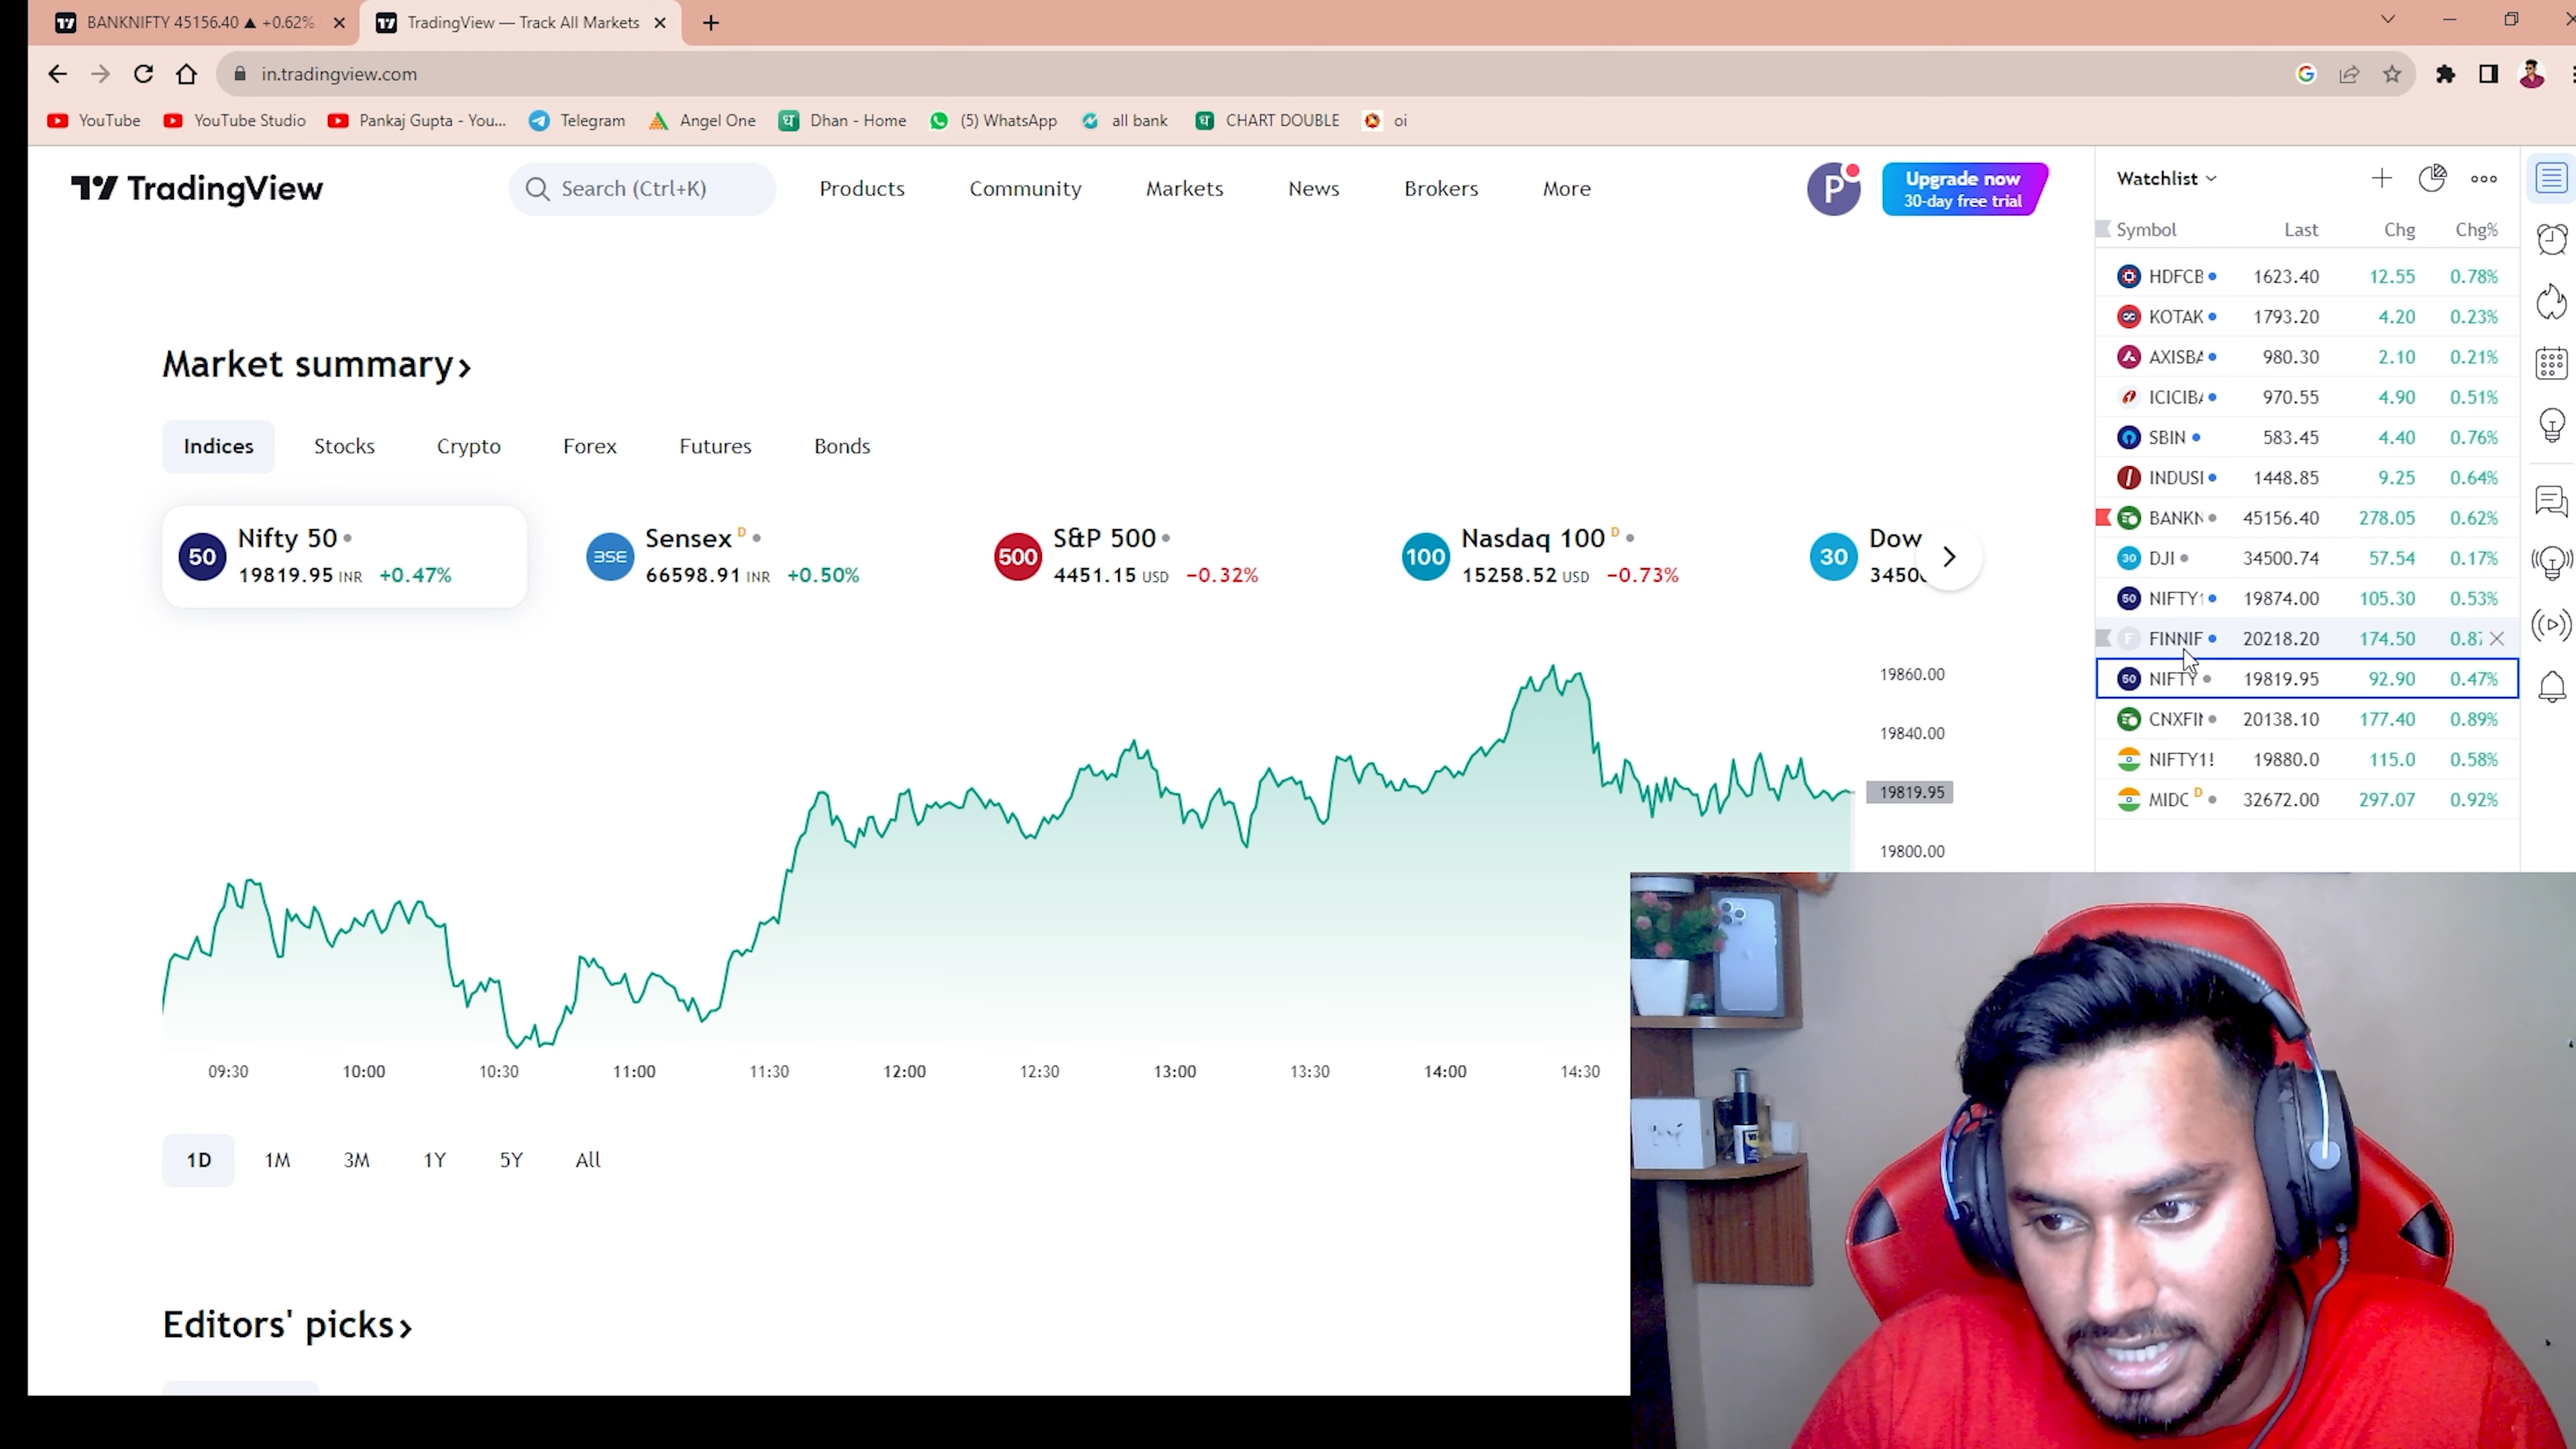 BANKNIFTY 45156.40 ▲ +0.62%
TradingView — Track All Markets
in.tradingview.com
YouTube
YouTube Studio
Pankaj Gupta - You...
Telegram
Angel One
Dhan - Home
(5) WhatsApp
all bank
CHART DOUBLE
oi
TradingView
Search (Ctrl+K)
Products
Community
Markets
News
Brokers
More
P
Upgrade now
30-day free trial
Market summary
Indices
Stocks
Crypto
Forex
Futures
Bonds
50
Nifty 50
19819.95 INR +0.47%
BSE
Sensex D
66598.91 INR +0.50%
500
S&P 500
4451.15 USD −0.32%
100
Nasdaq 100 D
15258.52 USD −0.73%
30
Dow
3450
19860.00
19840.00
19819.95
19800.00
09:30 10:00 10:30 11:00 11:30 12:00 12:30 13:00 13:30 14:00 14:30
1D 1M 3M 1Y 5Y All
Editors' picks
Watchlist
Symbol Last Chg Chg%
HDFCB 1623.40 12.55 0.78%
KOTAK 1793.20 4.20 0.23%
AXISBA 980.30 2.10 0.21%
ICICIBA 970.55 4.90 0.51%
SBIN 583.45 4.40 0.76%
INDUSI 1448.85 9.25 0.64%
BANKN 45156.40 278.05 0.62%
30 DJI 34500.74 57.54 0.17%
50 NIFTY1 19874.00 105.30 0.53%
F FINNIF 20218.20 174.50 0.87
50 NIFTY 19819.95 92.90 0.47%
CNXFIN 20138.10 177.40 0.89%
NIFTY1! 19880.0 115.0 0.58%
MIDC D 32672.00 297.07 0.92%